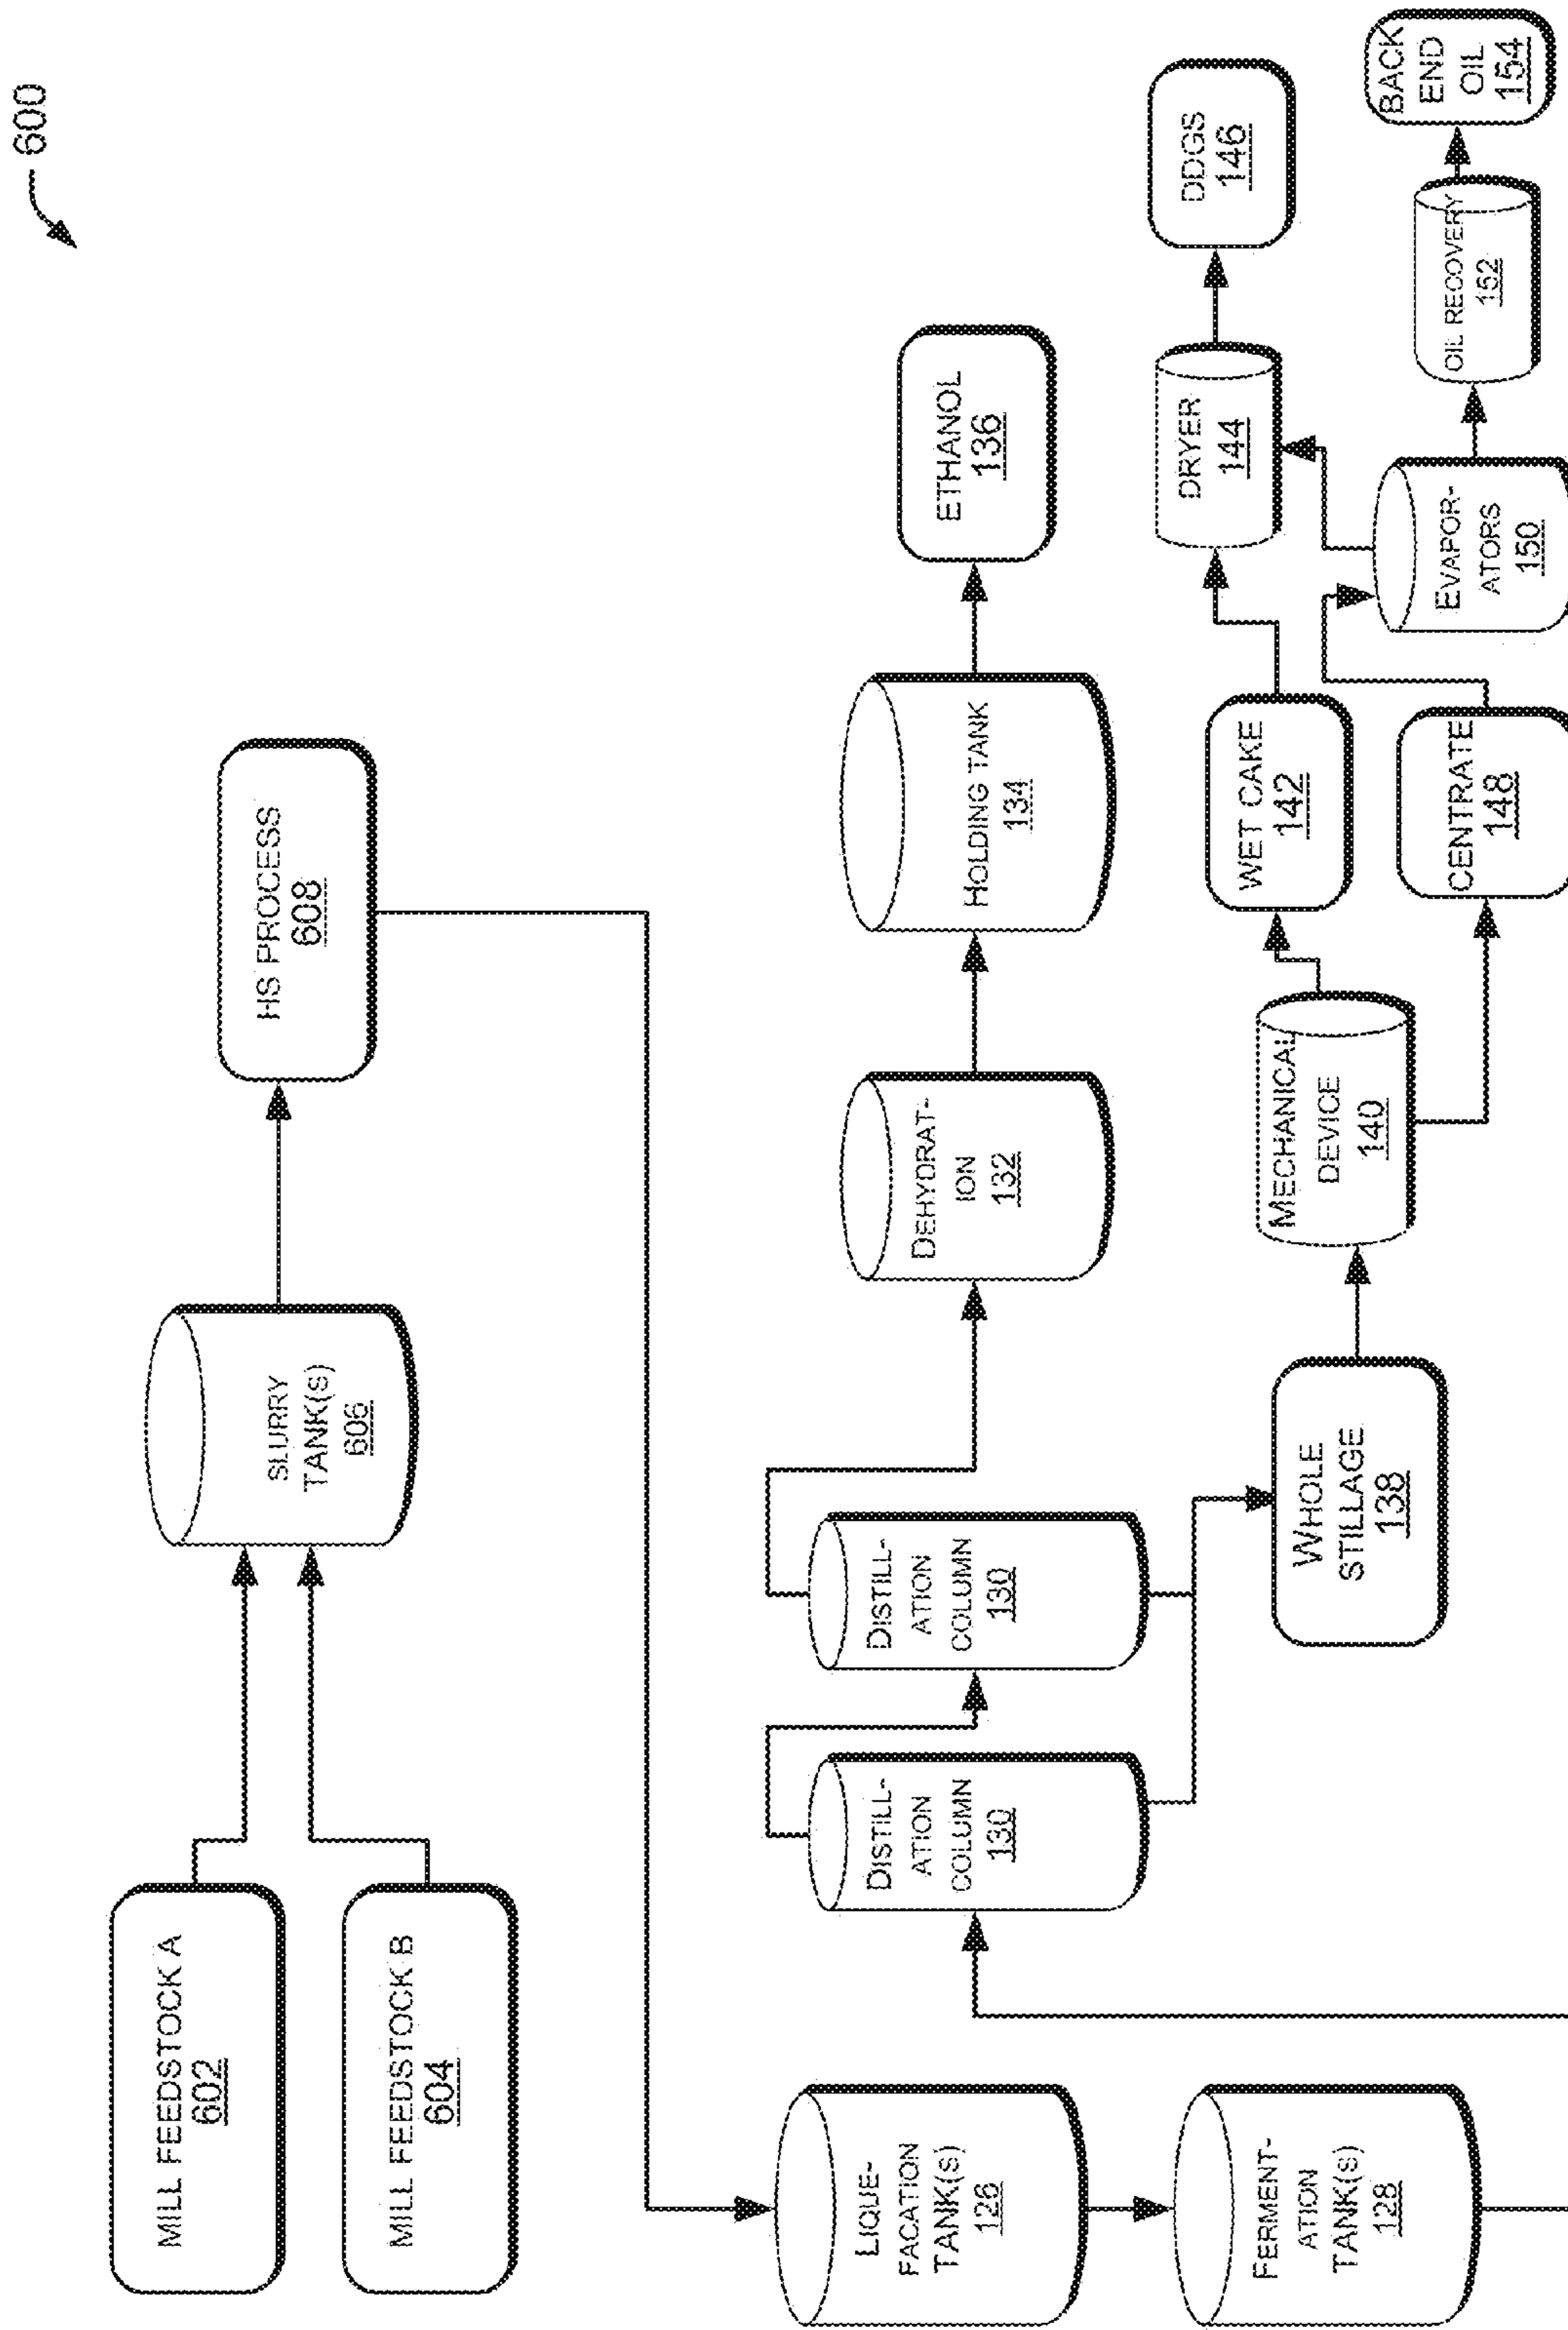 600
MILL FEEDSTOCK A
602
MILL FEEDSTOCK B
604
SLURRY
TANK(S)
606
HS PROCESS
608
LIQUE-
FACATION
TANK(S)
126
FERMENT-
ATION
TANK(S)
128
DISTILL-
ATION
COLUMN
130
DISTILL-
ATION
COLUMN
130
DEHYDRAT-
ION
132
HOLDING TANK
134
ETHANOL
136
WHOLE
STILLAGE
138
MECHANICAL
DEVICE
140
WET CAKE
142
DRYER
144
DDGS
146
CENTRATE
148
EVAPOR-
ATORS
150
OIL RECOVERY
152
BACK
END
OIL
154